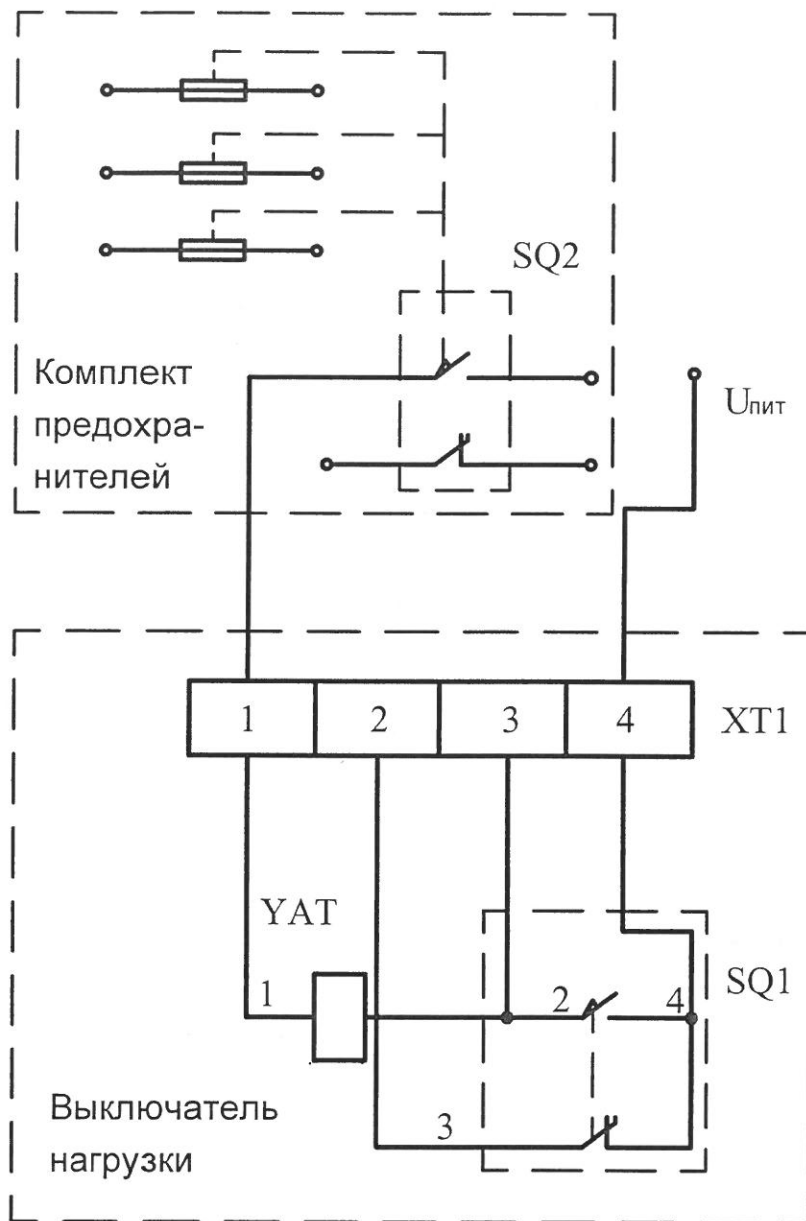 SQ2
Комплект
предохра-
нителей
Uпит
1 2 3 4 XT1
YAT
SQ1
1 2 4
3
Выключатель
нагрузки